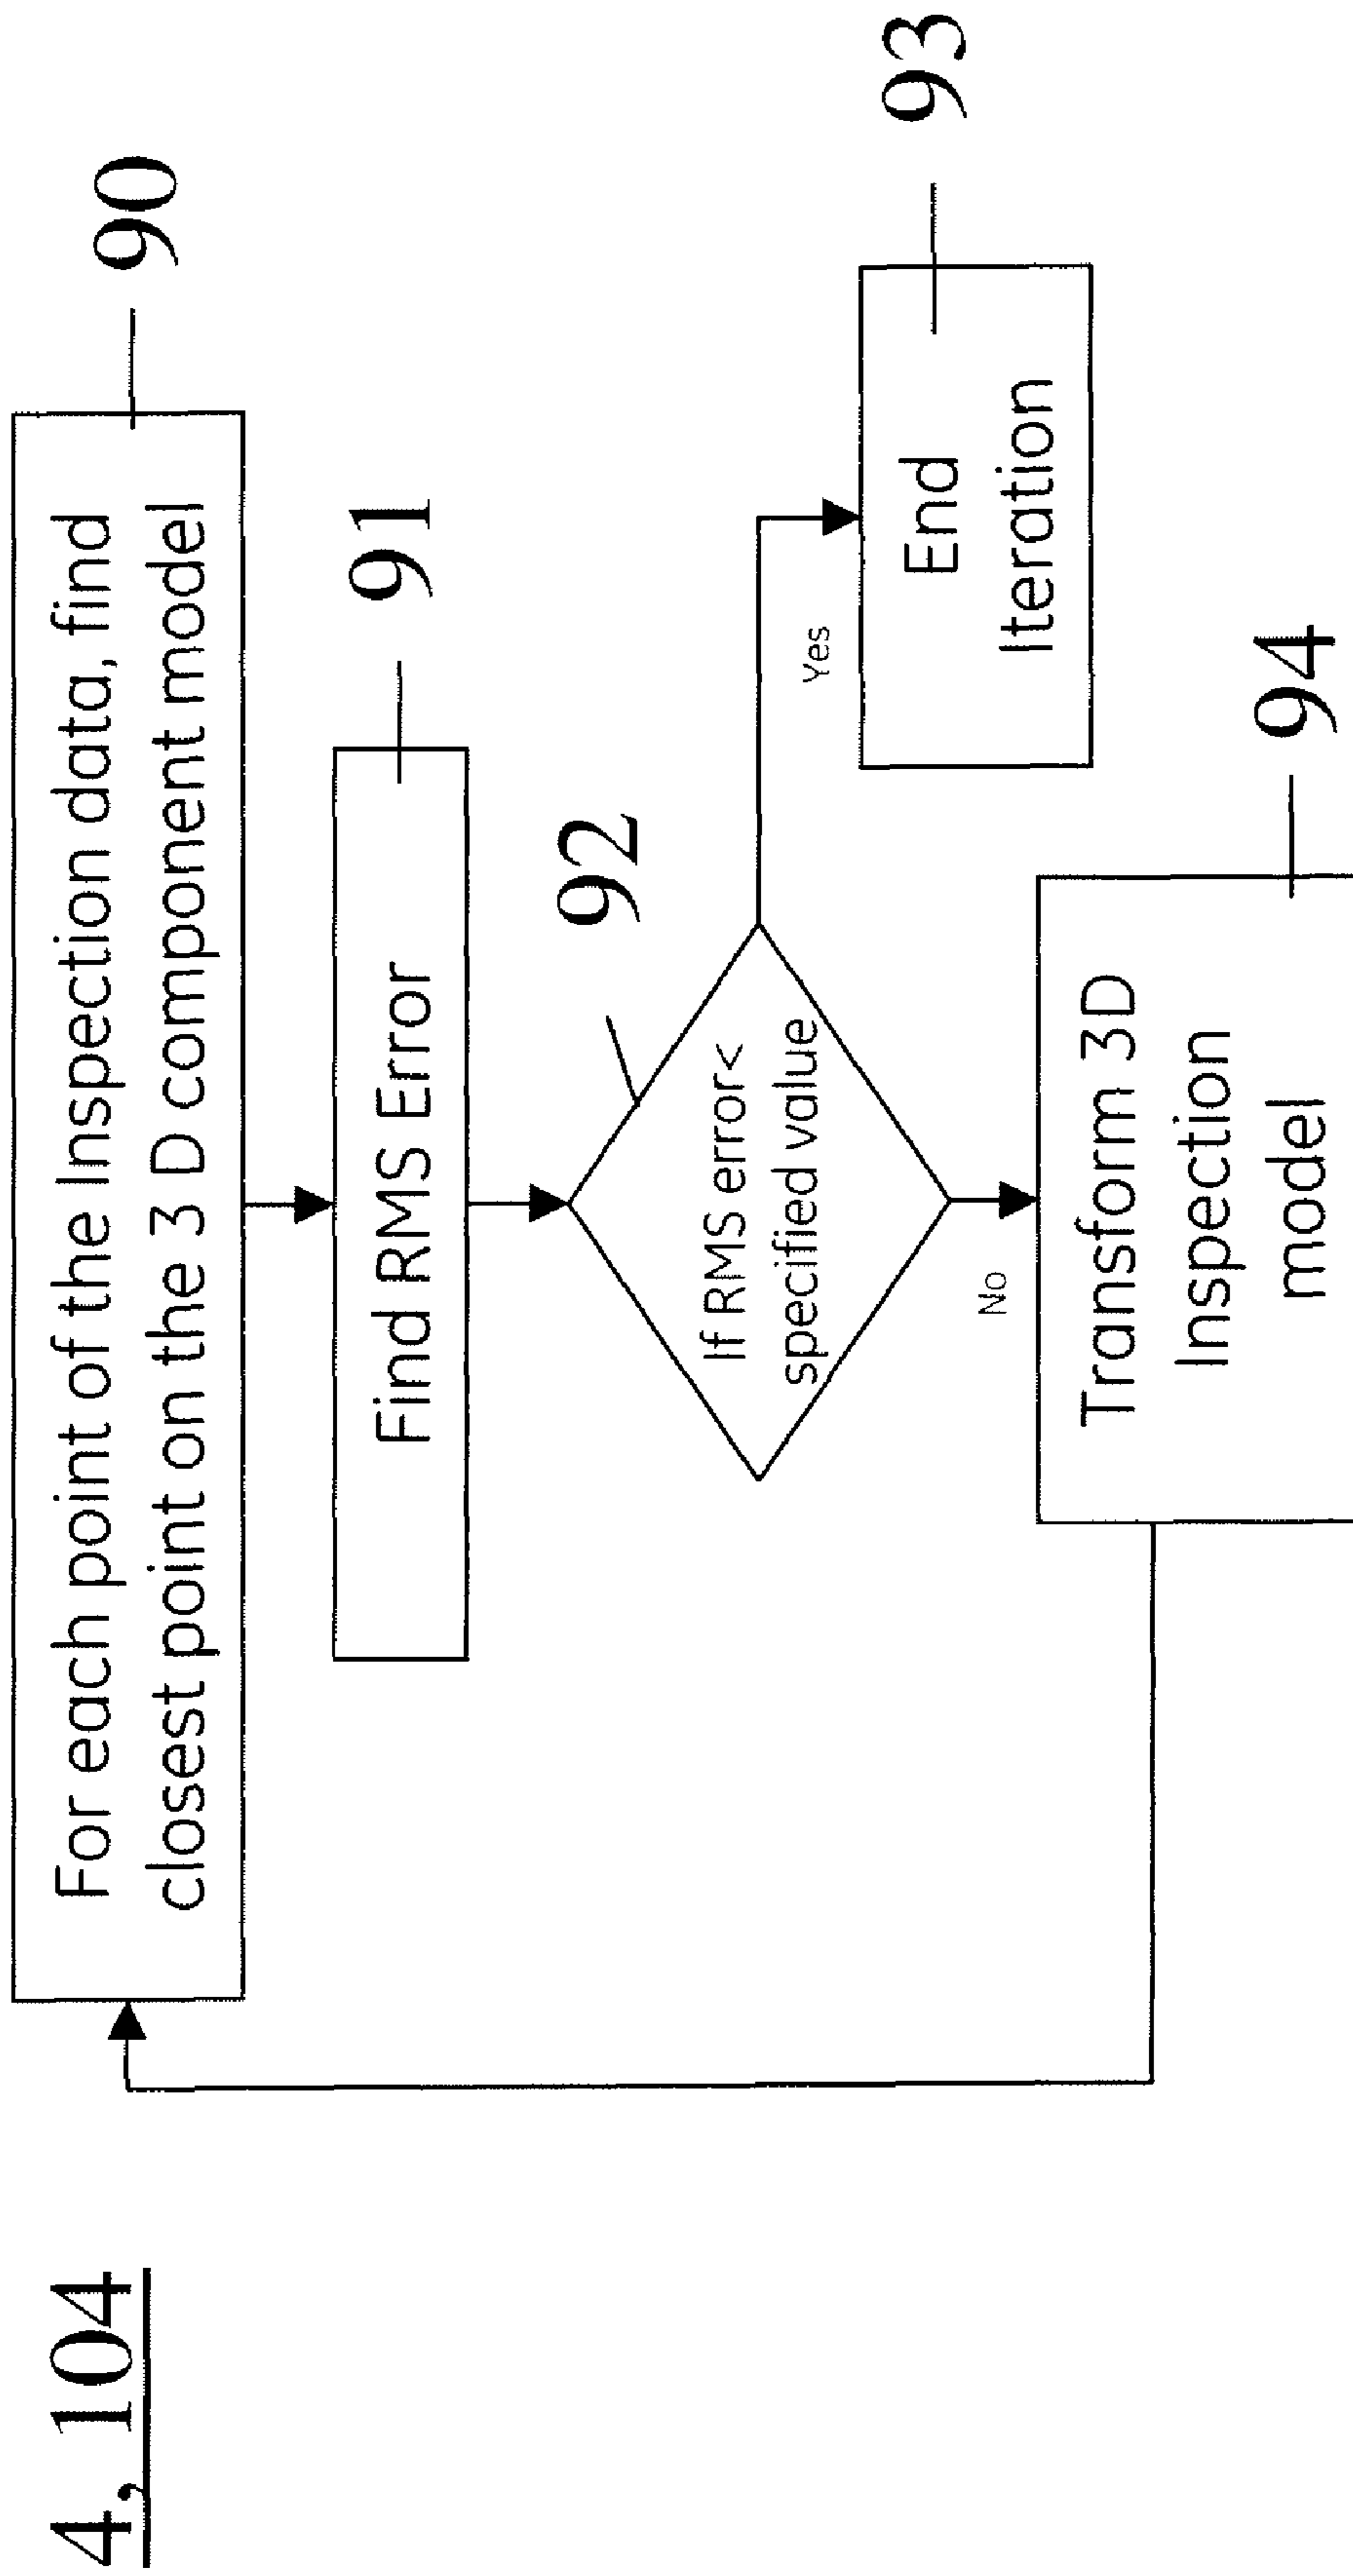 4, 104
For each point of the Inspection data, find
closest point on the 3 D component model
90
Find RMS Error
91
92
If RMS error<
specified value
Yes
End
Iteration
93
No
Transform 3D
Inspection
model
94